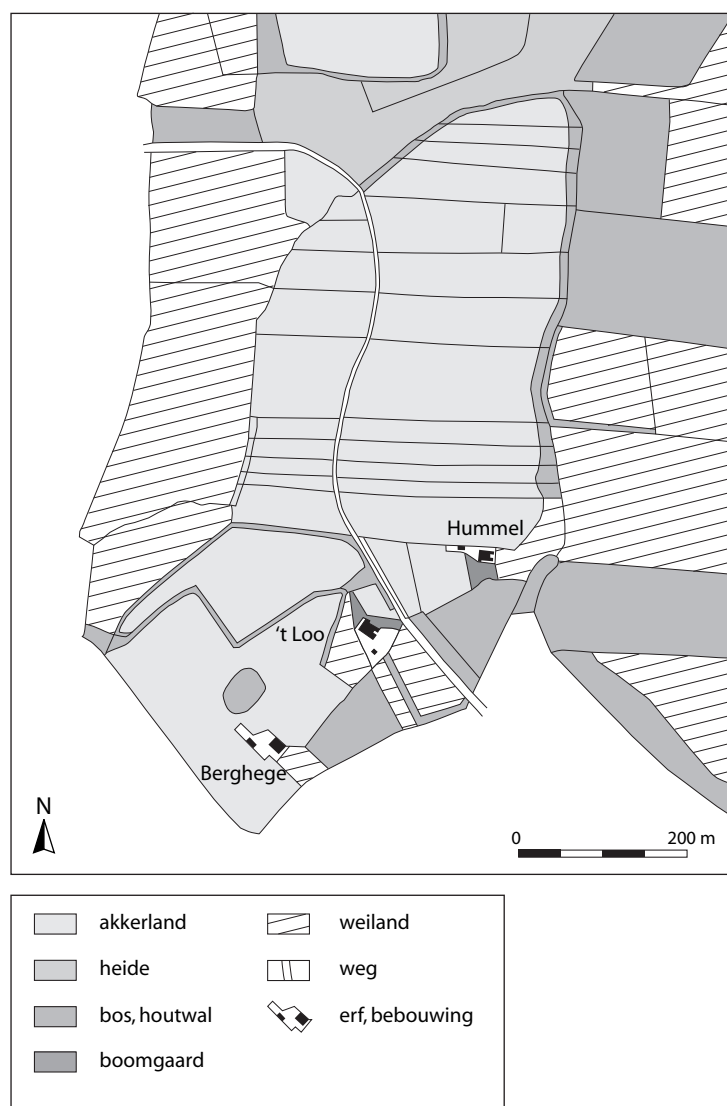 Hummel
't Loo
Berghege
N
0 200 m
akkerland
heide
bos, houtwal
boomgaard
weiland
weg
erf, bebouwing